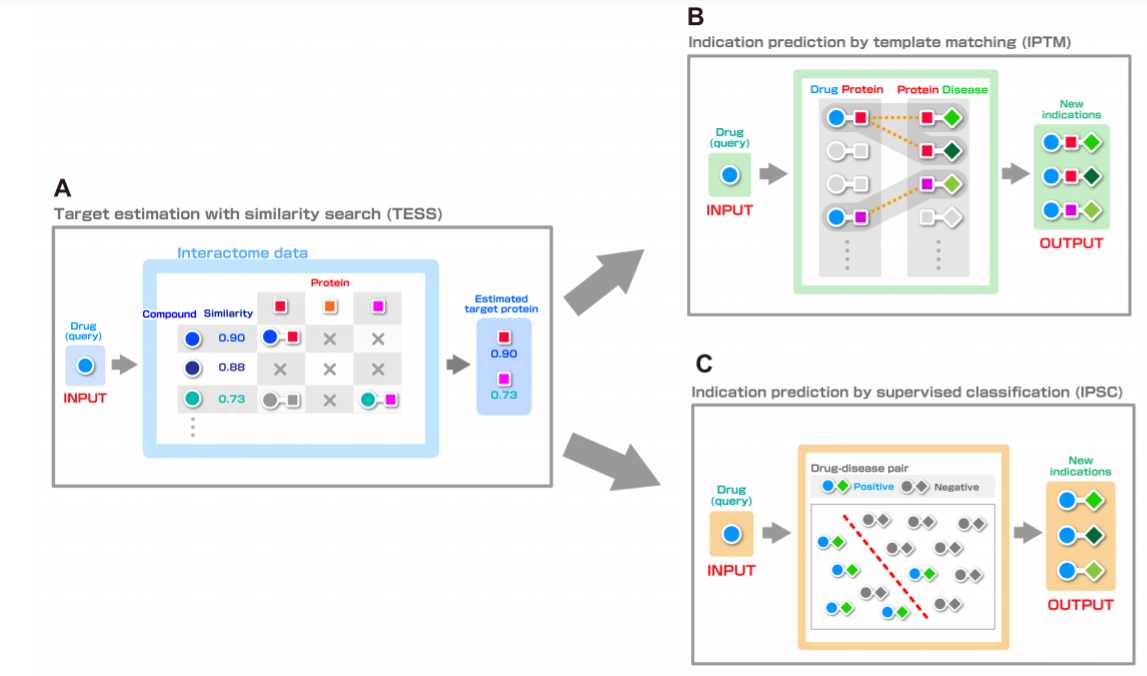 A
Target estimation with similarity search (TESS)
Interactome data
Protein
Compound Similarity
Drug
(query)
INPUT
0.90
0.88
0.73
Estimated
target protein
0.90
0.73
B
Indication prediction by template matching (IPTM)
Drug
(query)
INPUT
Drug Protein
Protein Disease
New
indications
OUTPUT
C
Indication prediction by supervised classification (IPSC)
Drug
(query)
INPUT
Drug-disease pair
Positive
Negative
New
indications
OUTPUT